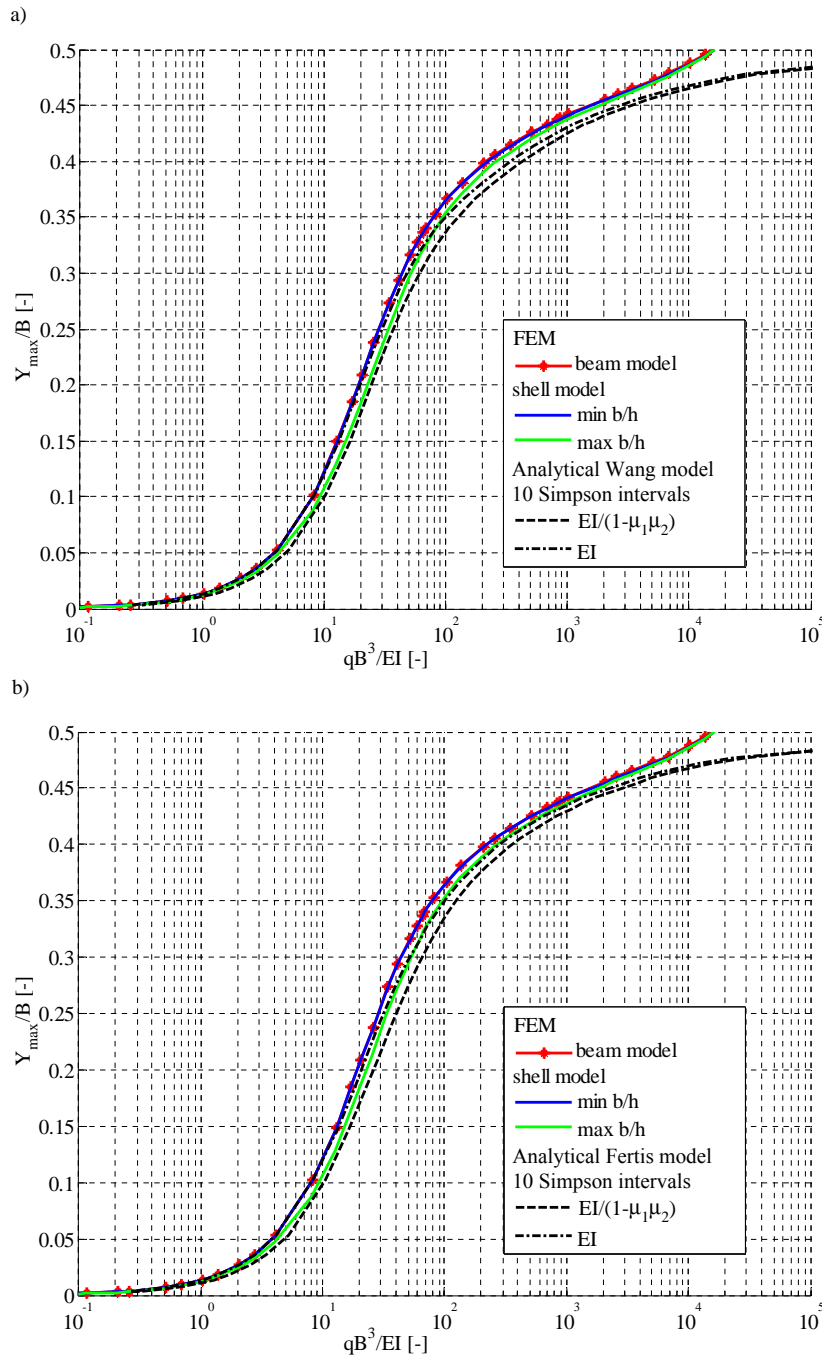 a)
0.5
0.45
0.4
0.35
0.3
0.25
0.2
0.15
0.1
0.05
0
Y_max/B [-]
FEM
beam model
shell model
min b/h
max b/h
Analytical Wang model
10 Simpson intervals
EI/(1-μ₁μ₂)
EI
10⁻¹ 10⁰ 10¹ 10² 10³ 10⁴ 10⁵
qB³/EI [-]
b)
0.5
0.45
0.4
0.35
0.3
0.25
0.2
0.15
0.1
0.05
0
Y_max/B [-]
FEM
beam model
shell model
min b/h
max b/h
Analytical Fertis model
10 Simpson intervals
EI/(1-μ₁μ₂)
EI
10⁻¹ 10⁰ 10¹ 10² 10³ 10⁴ 10⁵
qB³/EI [-]